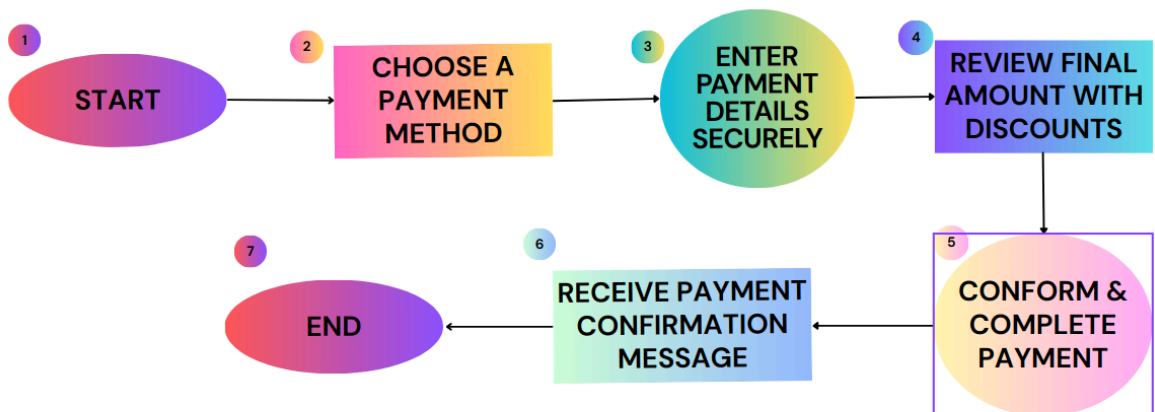 1
START
2
CHOOSE A
PAYMENT
METHOD
3
ENTER
PAYMENT
DETAILS
SECURELY
4
REVIEW FINAL
AMOUNT WITH
DISCOUNTS
5
CONFORM &
COMPLETE
PAYMENT
6
RECEIVE PAYMENT
CONFIRMATION
MESSAGE
7
END